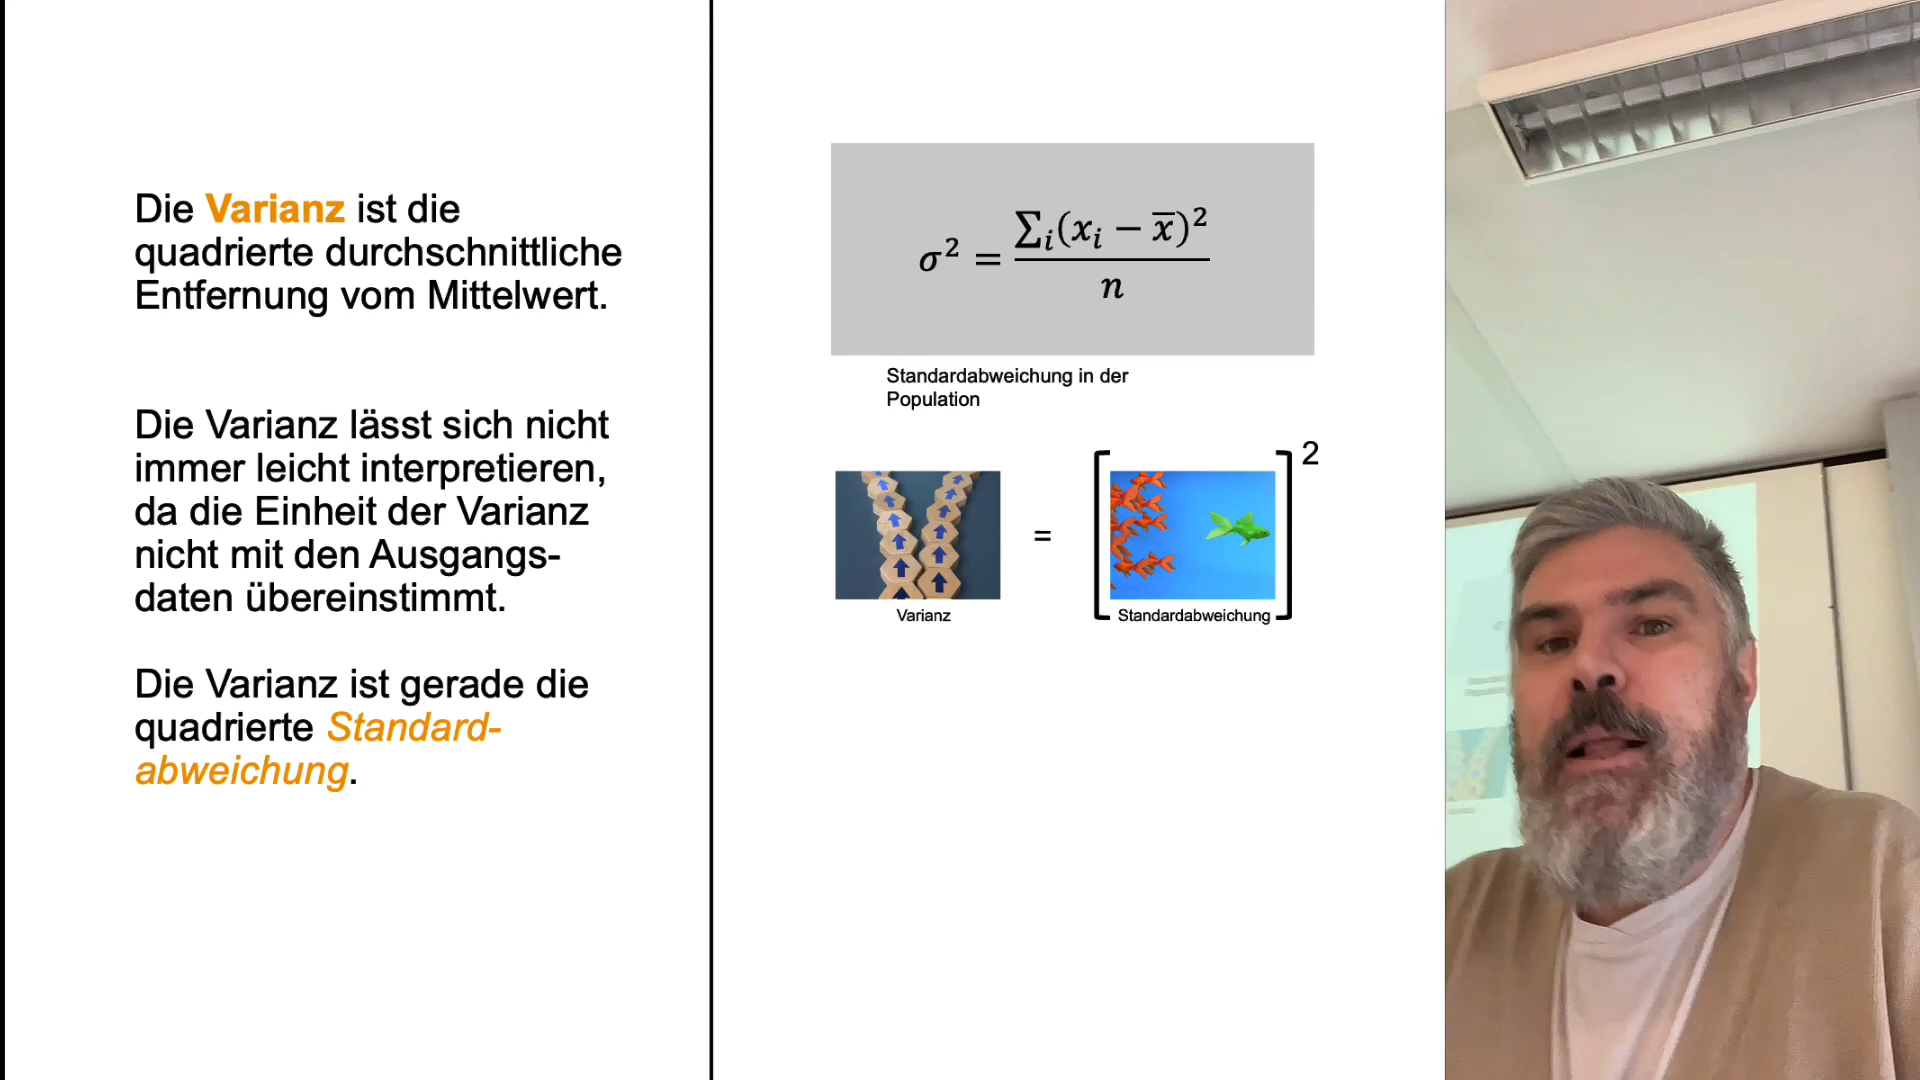 Die Varianz ist die
quadrierte durchschnittliche
Entfernung vom Mittelwert.
Die Varianz lässt sich nicht
immer leicht interpretieren,
da die Einheit der Varianz
nicht mit den Ausgangs-
daten übereinstimmt.
Die Varianz ist gerade die
quadrierte Standard-
abweichung.
σ² = ∑ᵢ(xᵢ − x̅)² / n
Standardabweichung in der
Population
= 2
Varianz
Standardabweichung